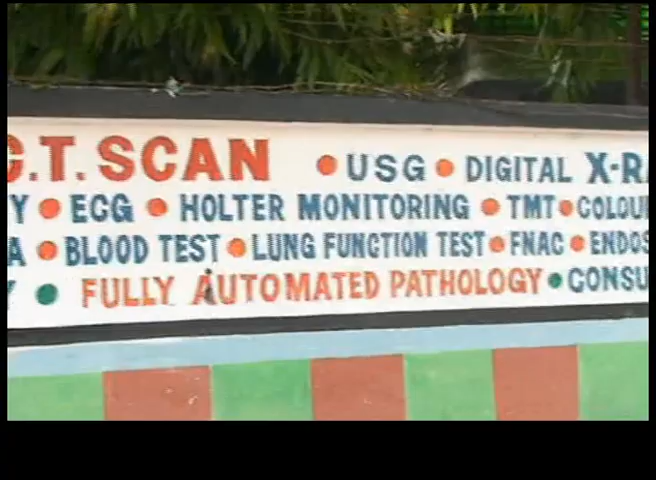 C.T. SCAN • USG • DIGITAL X-RA
Y • ECG • HOLTER MONITORING • TMT • COLOU
A • BLOOD TEST • LUNG FUNCTION TEST • FNAC • ENDOS
Y • FULLY AUTOMATED PATHOLOGY • CONSU